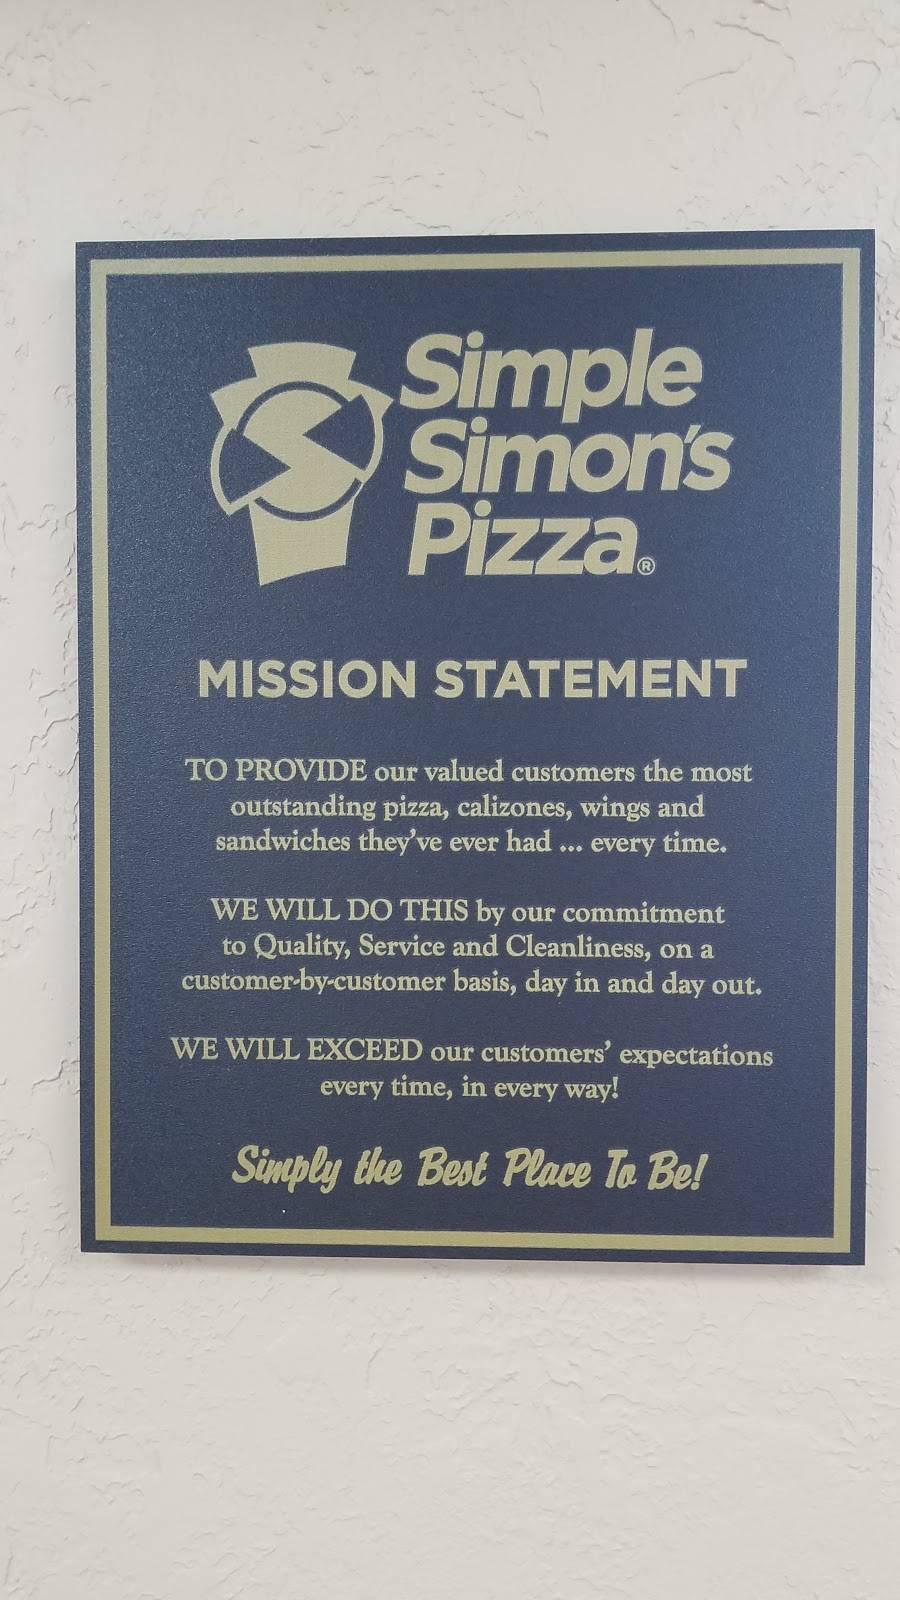 Simple
Simon's
Pizza®
MISSION STATEMENT
TO PROVIDE our valued customers the most
outstanding pizza, calizones, wings and
sandwiches they've ever had ... every time.
WE WILL DO THIS by our commitment
to Quality, Service and Cleanliness, on a
customer-by-customer basis, day in and day out.
WE WILL EXCEED our customers' expectations
every time, in every way!
Simply the Best Place To Be!